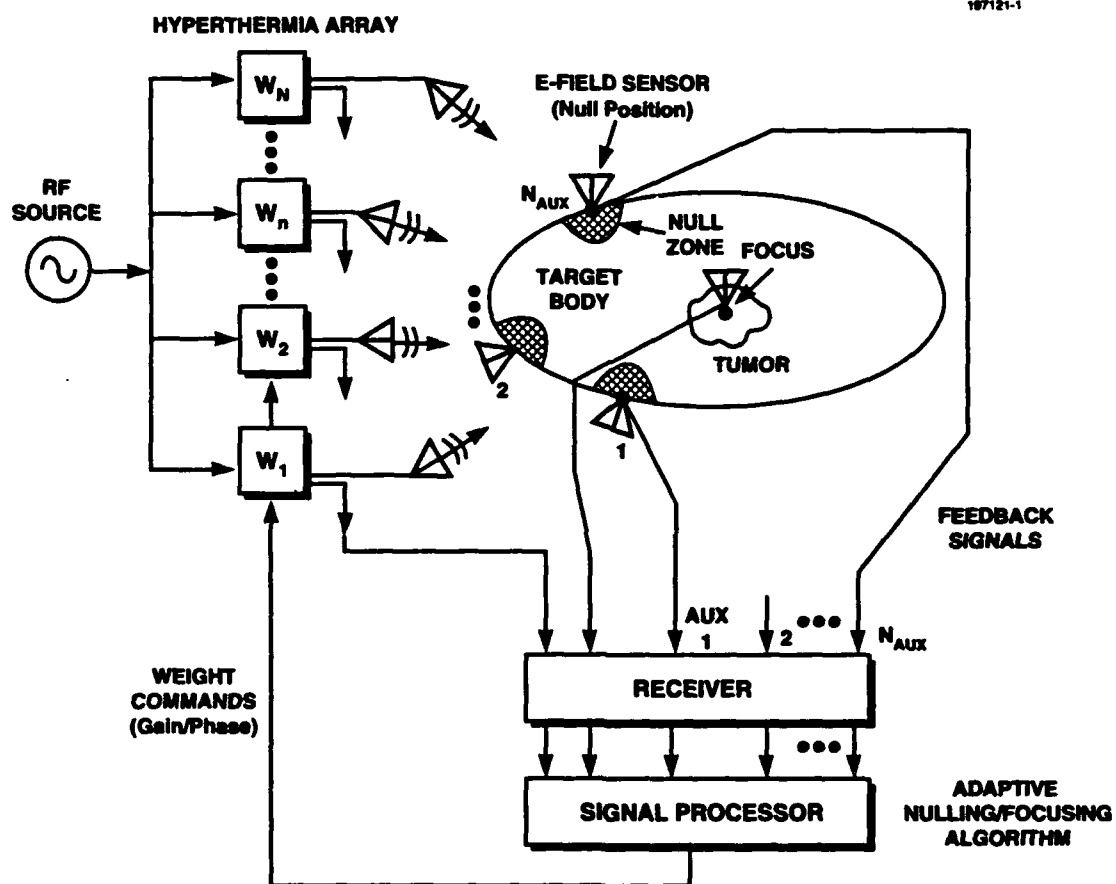 197121-1
HYPERTHERMIA ARRAY
W_N
E-FIELD SENSOR
(Null Position)
RF
SOURCE
N_AUX
W_n
NULL
ZONE
FOCUS
TARGET
BODY
W_2
TUMOR
2
1
W_1
FEEDBACK
SIGNALS
AUX
1
2
N_AUX
WEIGHT
COMMANDS
(Gain/Phase)
RECEIVER
SIGNAL PROCESSOR
ADAPTIVE
NULLING/FOCUSING
ALGORITHM